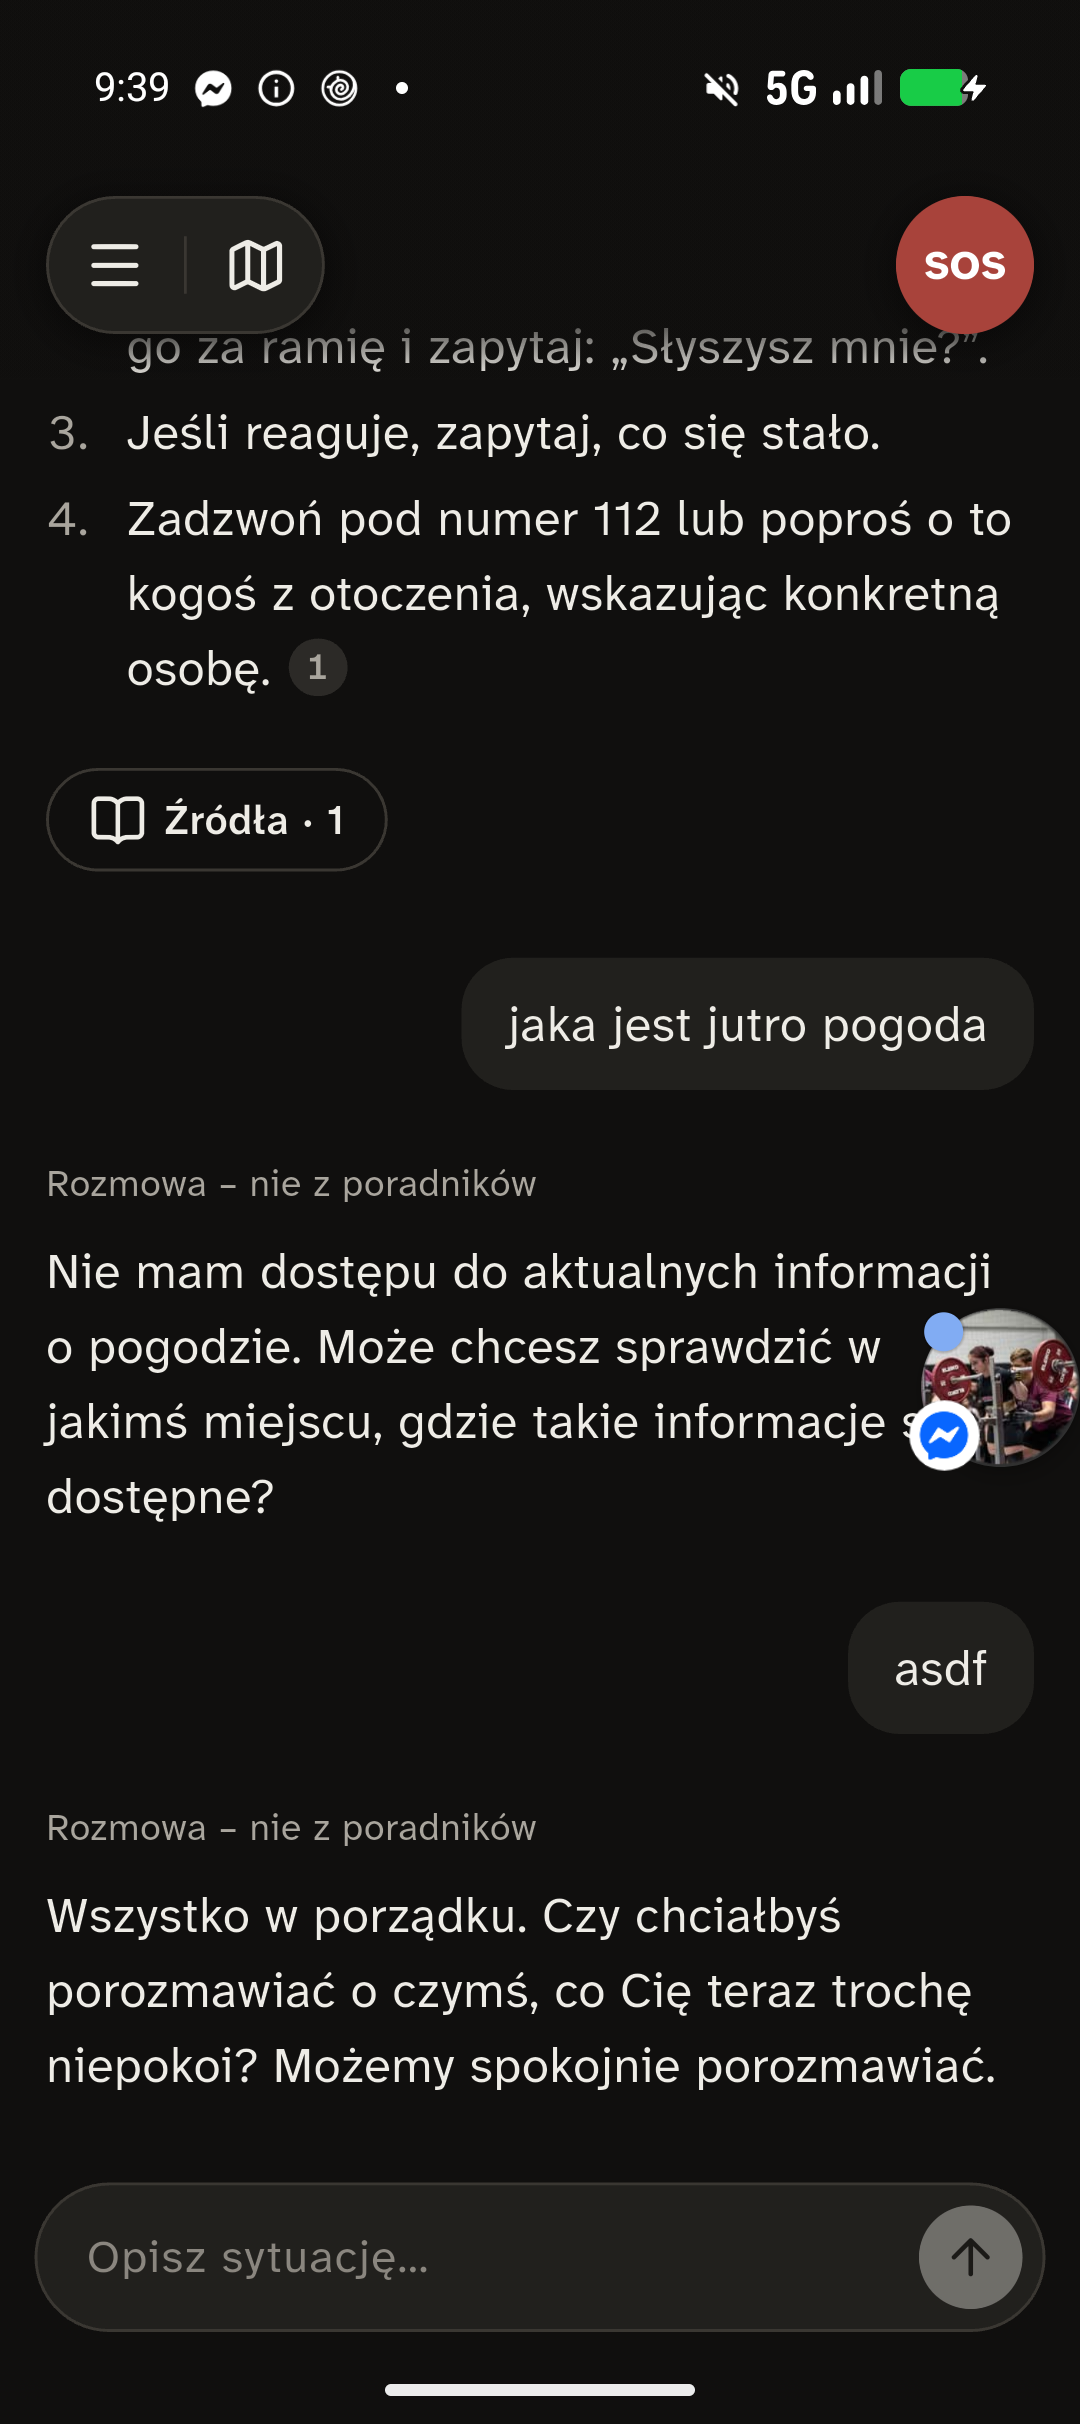 9:39
5G
SOS
go za ramię i zapytaj: „Słyszysz mnie?”.
3. Jeśli reaguje, zapytaj, co się stało.
4. Zadzwoń pod numer 112 lub poproś o to
kogoś z otoczenia, wskazując konkretną
osobę. 1
Źródła · 1
jaka jest jutro pogoda
Rozmowa – nie z poradników
Nie mam dostępu do aktualnych informacji
o pogodzie. Może chcesz sprawdzić w
jakimś miejscu, gdzie takie informacje
dostępne?
asdf
Rozmowa – nie z poradników
Wszystko w porządku. Czy chciałbyś
porozmawiać o czymś, co Cię teraz trochę
niepokoi? Możemy spokojnie porozmawiać.
Opisz sytuację...